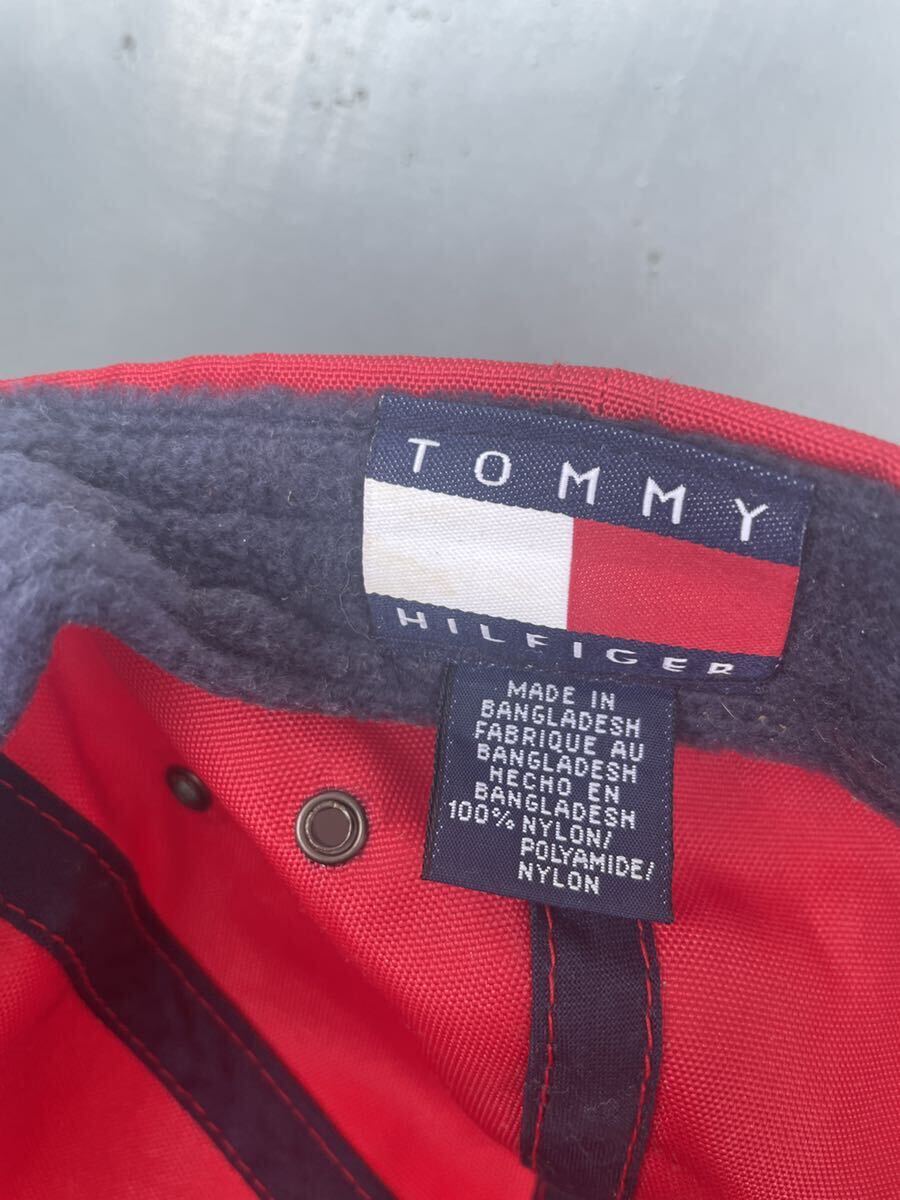 TOMMY
HILFIGER
MADE IN
BANGLADESH
FABRIQUE AU
BANGLADESH
HECHO EN
BANGLADESH
100% NYLON/
POLYAMIDE/
NYLON